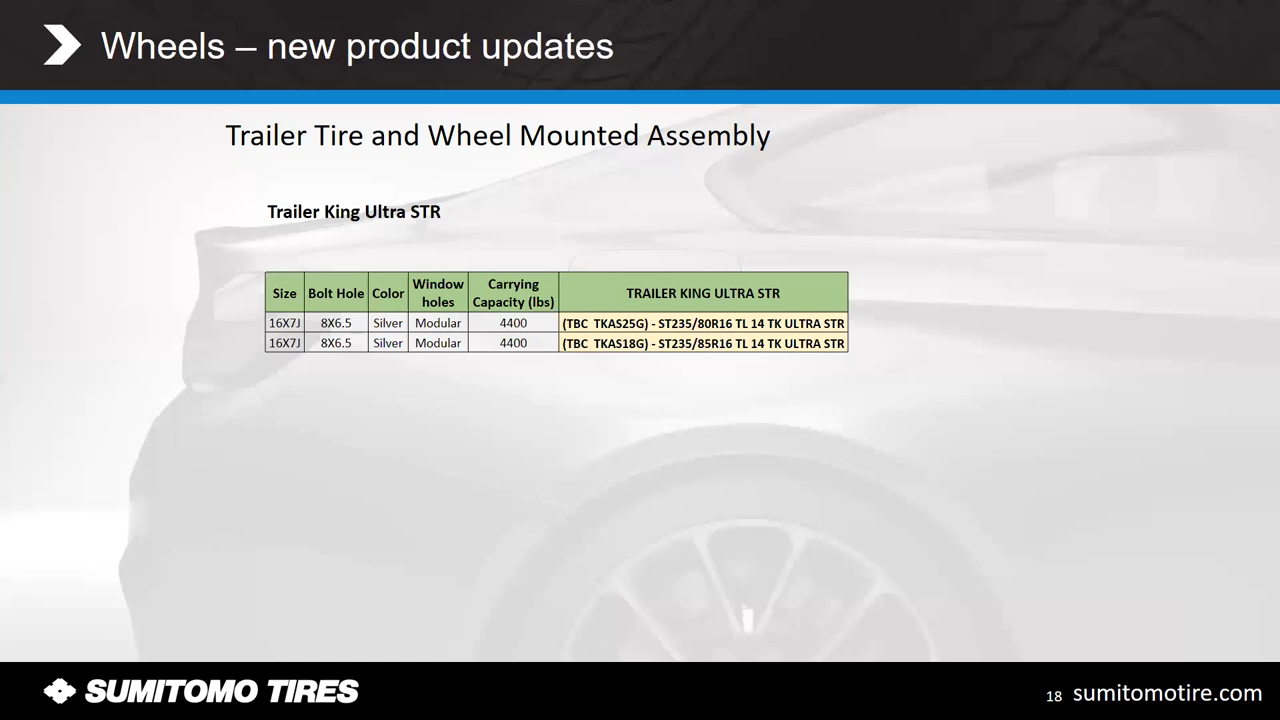 Wheels – new product updates
Trailer Tire and Wheel Mounted Assembly
Trailer King Ultra STR
Size Bolt Hole Color Window holes Carrying Capacity (lbs) TRAILER KING ULTRA STR
16X7J 8X6.5 Silver Modular 4400 (TBC TKAS25G) - ST235/80R16 TL 14 TK ULTRA STR
16X7J 8X6.5 Silver Modular 4400 (TBC TKAS18G) - ST235/85R16 TL 14 TK ULTRA STR
SUMITOMO TIRES
18 sumitomotire.com